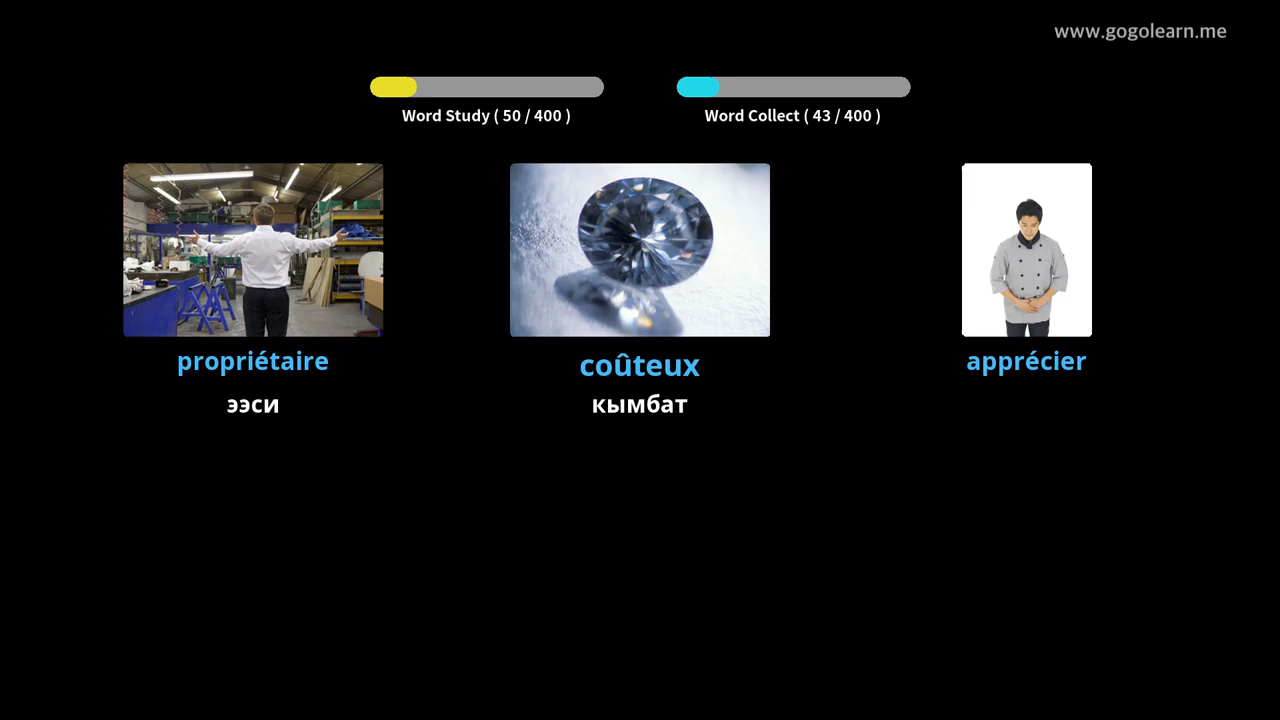 www.gogolearn.me
Word Study ( 50 / 400 )
Word Collect ( 43 / 400 )
propriétaire
coûteux
apprécier
ээси
кымбат